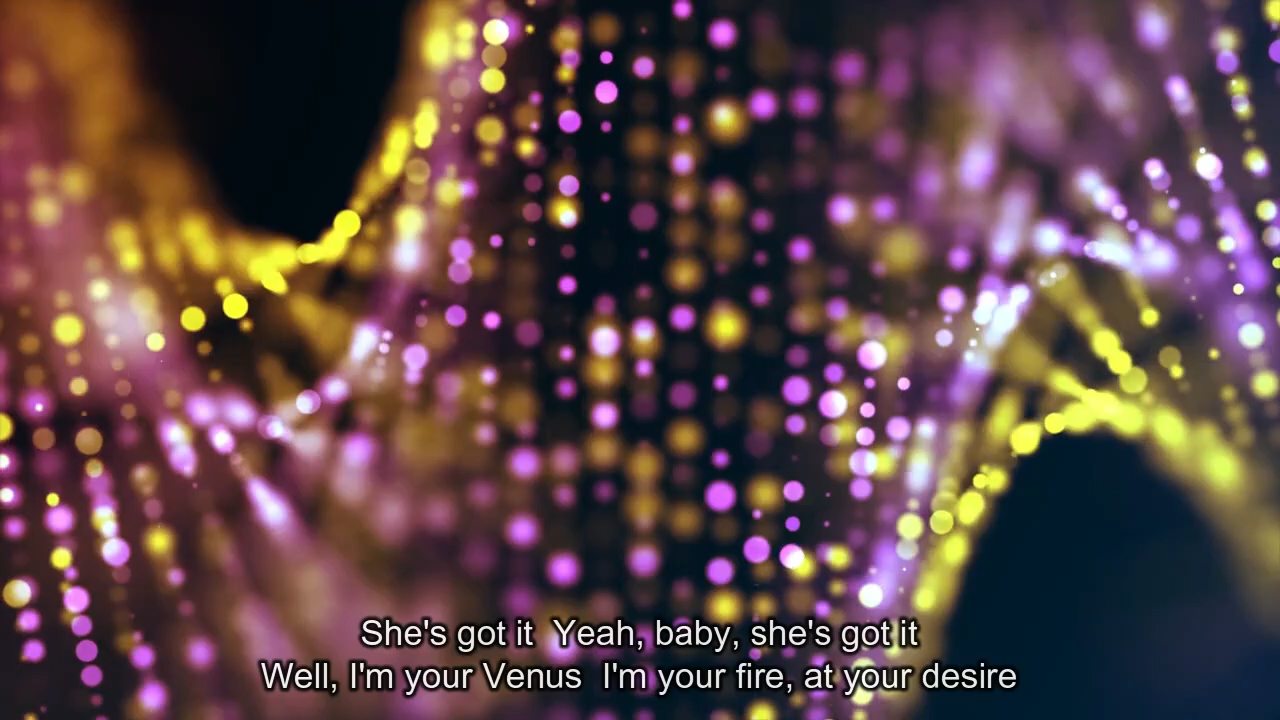 She's got it  Yeah, baby, she's got it
Well, I'm your Venus  I'm your fire, at your desire